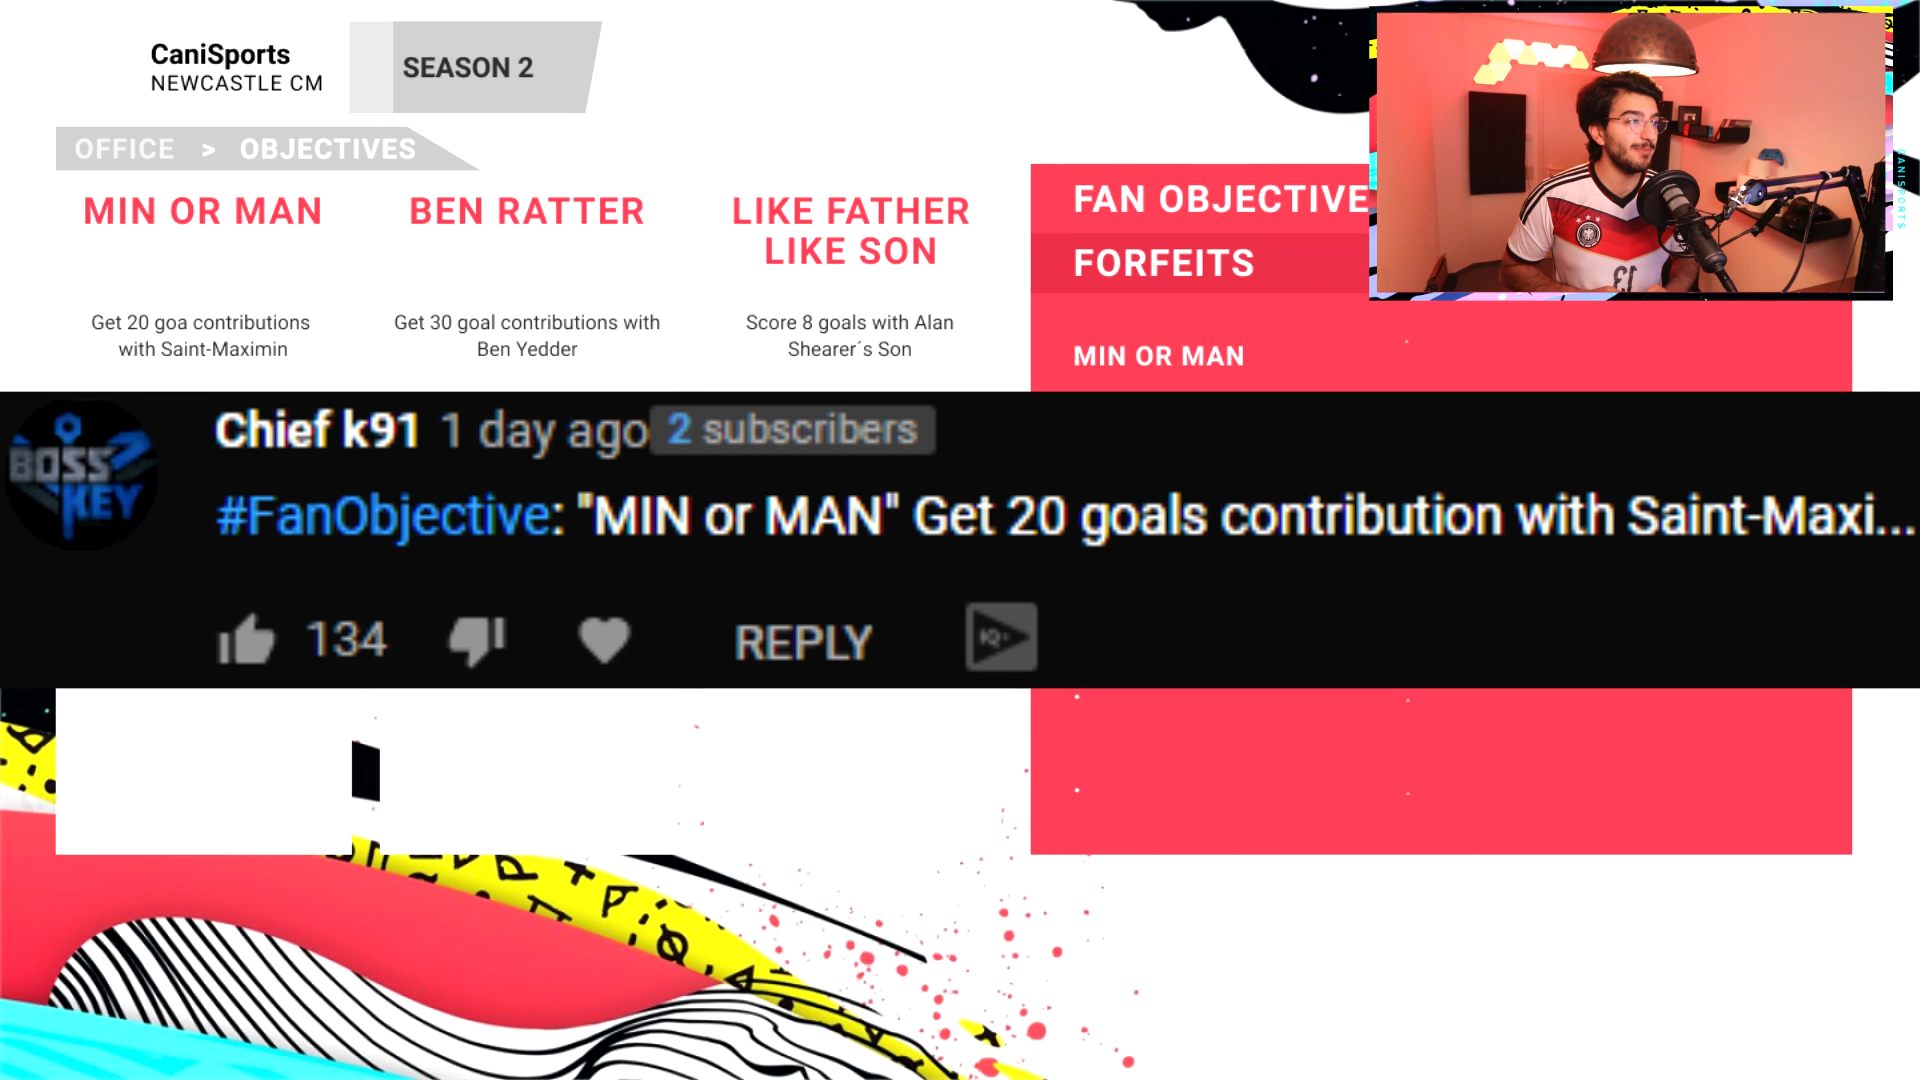 CaniSports
NEWCASTLE CM
SEASON 2
OFFICE > OBJECTIVES
MIN OR MAN
Get 20 goa contributions
with Saint-Maximin
BEN RATTER
Get 30 goal contributions with
Ben Yedder
LIKE FATHER
LIKE SON
Score 8 goals with Alan
Shearer´s Son
FAN OBJECTIVE
FORFEITS
MIN OR MAN
CANISPORTS
13
BOSS
KEY
Chief k91 1 day ago 2 subscribers
#FanObjective: "MIN or MAN" Get 20 goals contribution with Saint-Maxi...
134 REPLY IQ